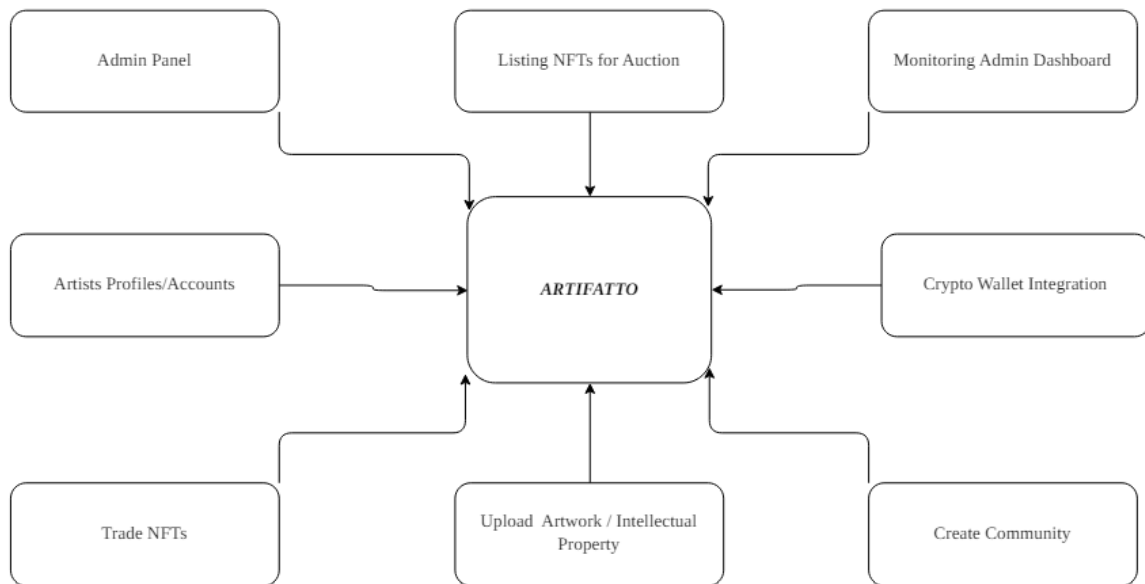 Admin Panel
Listing NFTs for Auction
Monitoring Admin Dashboard
Artists Profiles/Accounts
ARTIFATTO
Crypto Wallet Integration
Trade NFTs
Upload Artwork / Intellectual
Property
Create Community